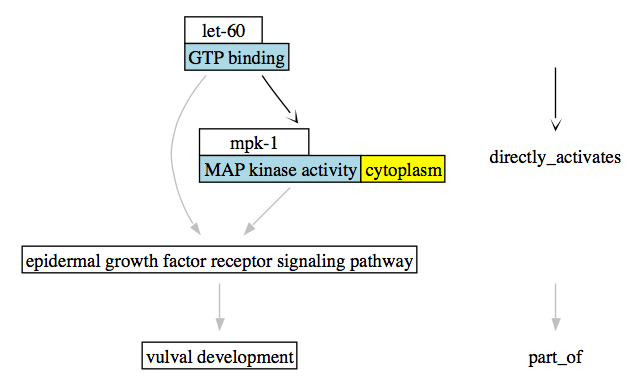 let-60
GTP binding
mpk-1
MAP kinase activity cytoplasm
directly_activates
epidermal growth factor receptor signaling pathway
vulval development
part_of